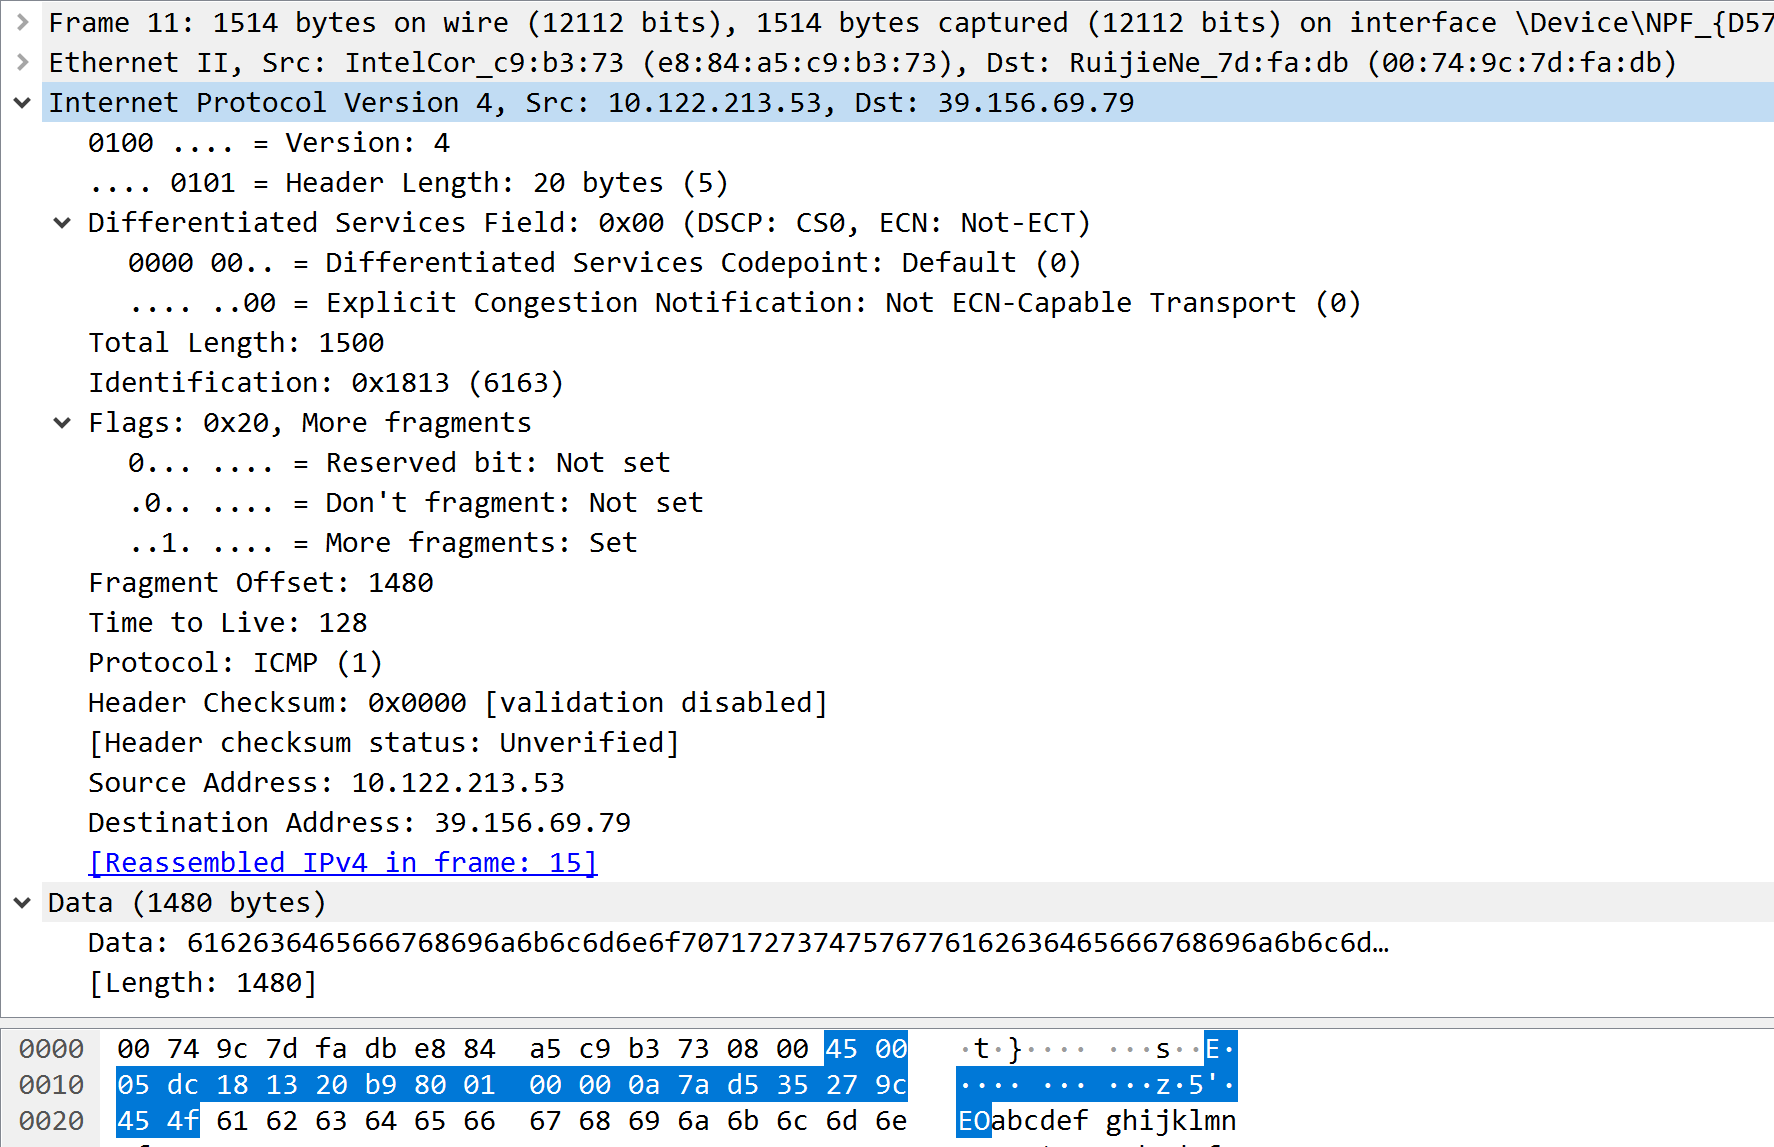 Frame 11: 1514 bytes on wire (12112 bits), 1514 bytes captured (12112 bits) on interface \Device\NPF_{D57
Ethernet II, Src: IntelCor_c9:b3:73 (e8:84:a5:c9:b3:73), Dst: RuijieNe_7d:fa:db (00:74:9c:7d:fa:db)
Internet Protocol Version 4, Src: 10.122.213.53, Dst: 39.156.69.79
0100 .... = Version: 4
.... 0101 = Header Length: 20 bytes (5)
Differentiated Services Field: 0x00 (DSCP: CS0, ECN: Not-ECT)
0000 00.. = Differentiated Services Codepoint: Default (0)
.... ..00 = Explicit Congestion Notification: Not ECN-Capable Transport (0)
Total Length: 1500
Identification: 0x1813 (6163)
Flags: 0x20, More fragments
0... .... = Reserved bit: Not set
.0.. .... = Don't fragment: Not set
..1. .... = More fragments: Set
Fragment Offset: 1480
Time to Live: 128
Protocol: ICMP (1)
Header Checksum: 0x0000 [validation disabled]
[Header checksum status: Unverified]
Source Address: 10.122.213.53
Destination Address: 39.156.69.79
[Reassembled IPv4 in frame: 15]
Data (1480 bytes)
Data: 6162636465666768696a6b6c6d6e6f7071727374757677616263646566676869​6a6b6c6d…
[Length: 1480]
0000 00 74 9c 7d fa db e8 84 a5 c9 b3 73 08 00 45 00 ·t·}···· ···s··E·
0010 05 dc 18 13 20 b9 80 01 00 00 0a 7a d5 35 27 9c ···· ··· ···z·5'·
0020 45 4f 61 62 63 64 65 66 67 68 69 6a 6b 6c 6d 6e EOabcdef ghijklmn